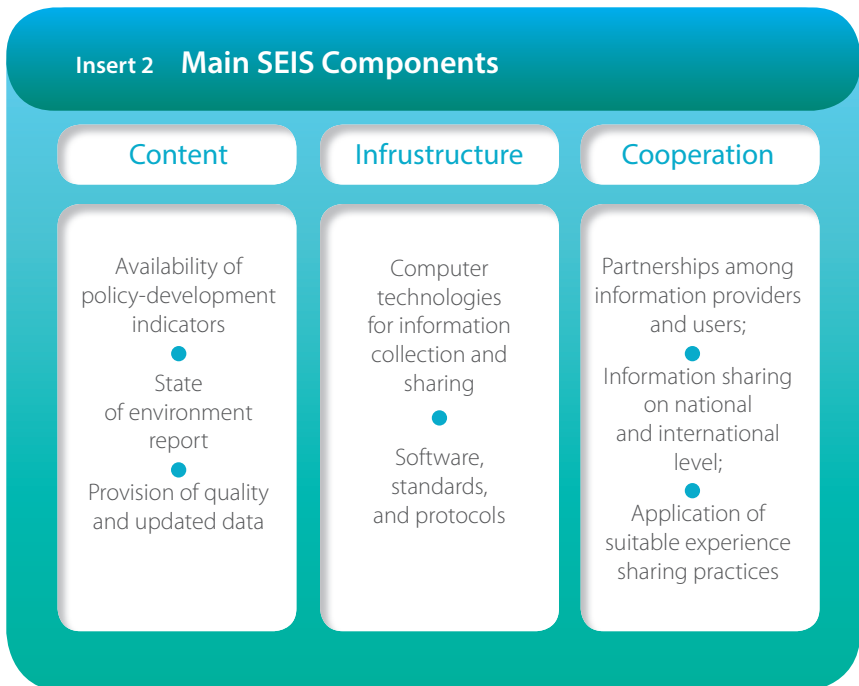 Insert 2 Main SEIS Components
Content
Availability of
policy-development
indicators
State
of environment
report
Provision of quality
and updated data
Infrustructure
Computer
technologies
for information
collection and
sharing
Software,
standards,
and protocols
Cooperation
Partnerships among
information providers
and users;
Information sharing
on national
and international
level;
Application of
suitable experience
sharing practices